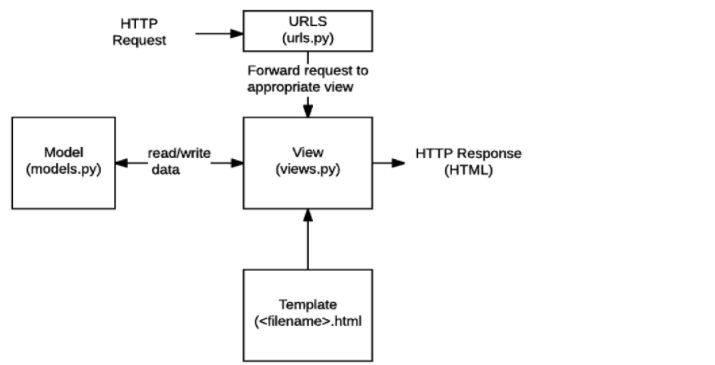 HTTP
Request
URLS
(urls.py)
Forward request to
appropriate view
Model
(models.py)
read/write
data
View
(views.py)
HTTP Response
(HTML)
Template
(<filename>.html